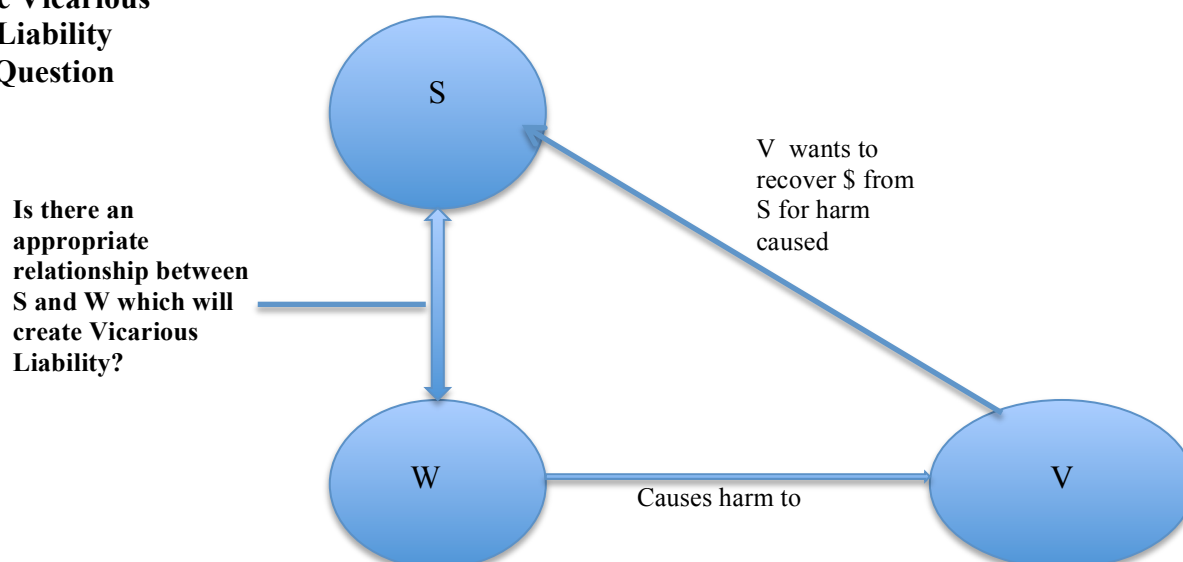 Vicarious
Liability
Question
S
V wants to
recover $ from
S for harm
caused
Is there an
appropriate
relationship between
S and W which will
create Vicarious
Liability?
W
Causes harm to
V